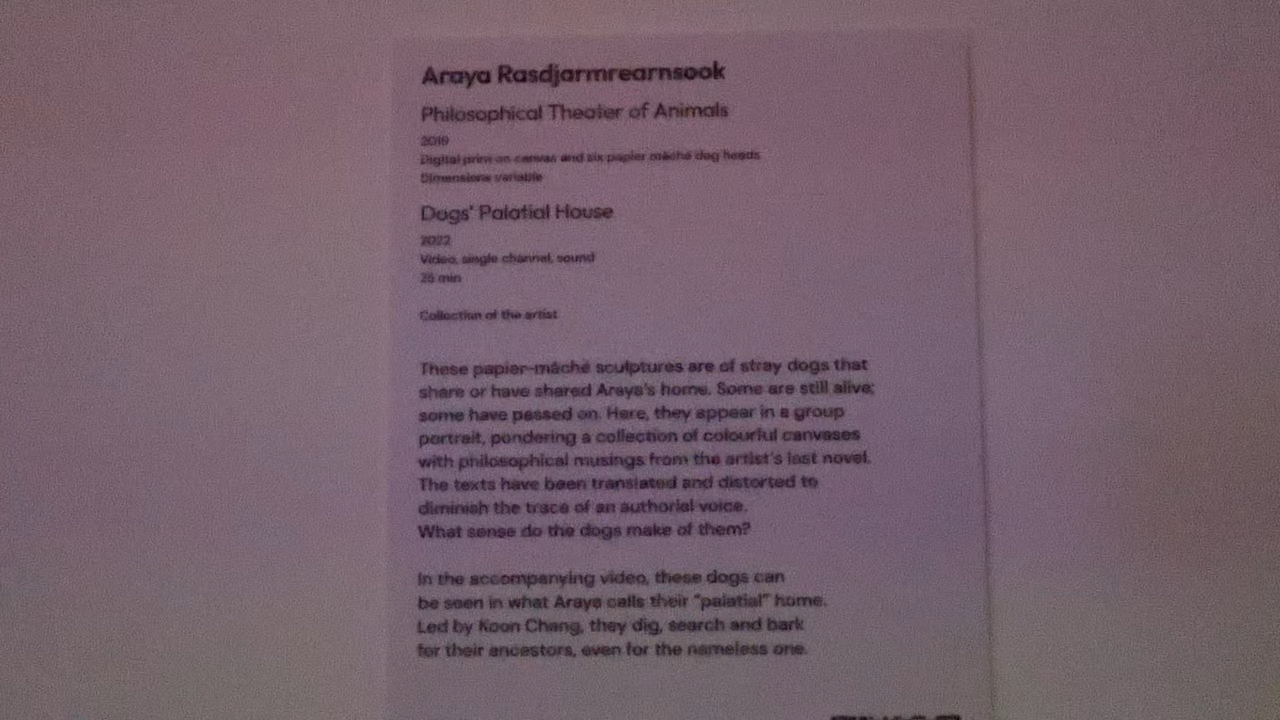 Araya Rasdjarmrearnsook
Philosophical Theater of Animals
2019
Digital print on canvas and six papier mâché dog heads
Dimensions variable
Dogs' Palatial House
2022
Video, single channel, sound
25 min
Collection of the artist
These papier-mâché sculptures are of stray dogs that
share or have shared Araya's home. Some are still alive;
some have passed on. Here, they appear in a group
portrait, pondering a collection of colourful canvases
with philosophical musings from the artist's last novel.
The texts have been translated and distorted to
diminish the trace of an authorial voice.
What sense do the dogs make of them?
In the accompanying video, these dogs can
be seen in what Araya calls their "palatial" home.
Led by Koon Chang, they dig, search and bark
for their ancestors, even for the nameless one.